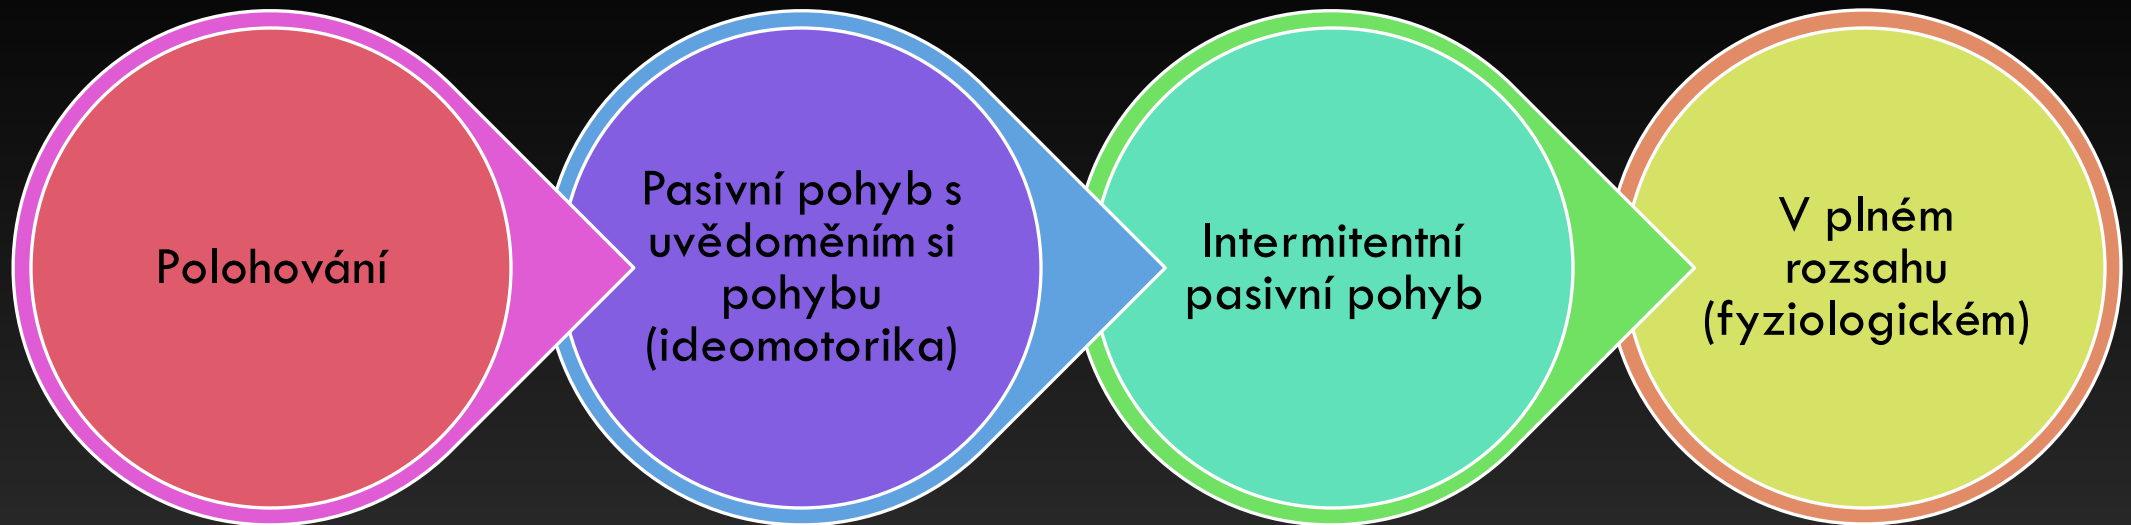 Polohování
Pasivní pohyb s
uvědoměním si
pohybu
(ideomotorika)
Intermitentní
pasivní pohyb
V plném
rozsahu
(fyziologickém)